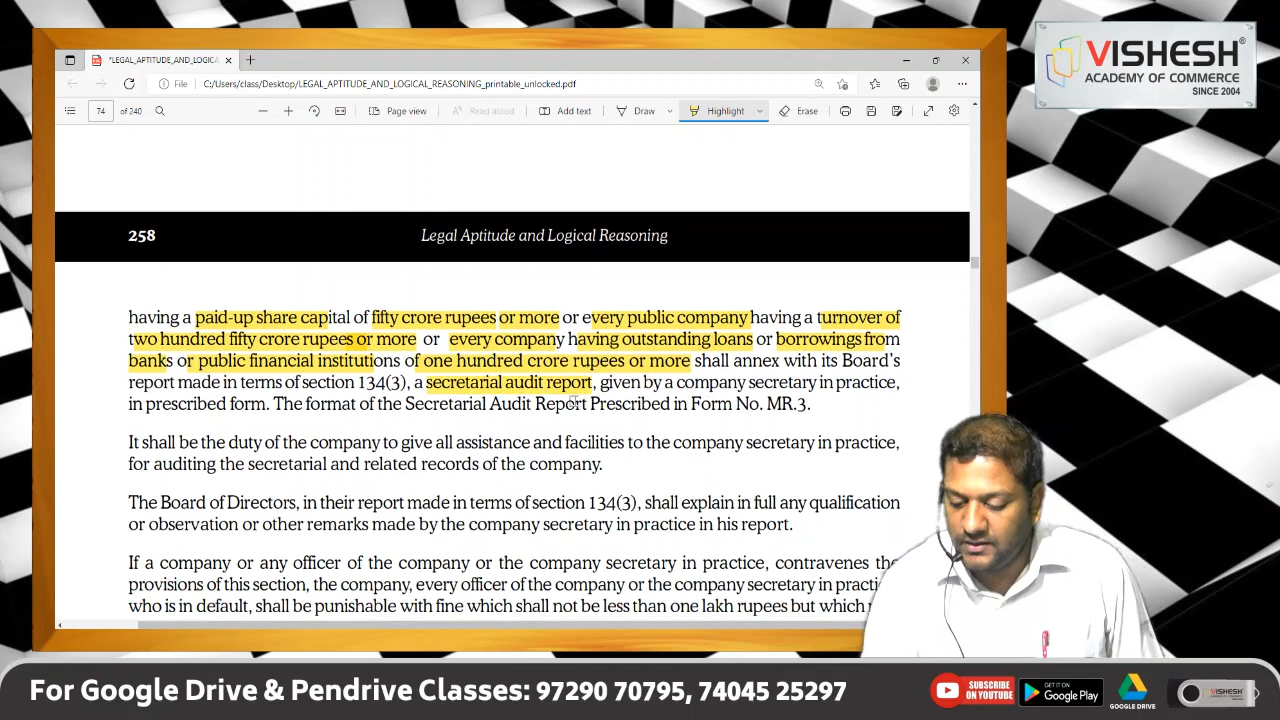 *LEGAL_APTITUDE_AND_LOGICA
File
C:/Users/class/Desktop/LEGAL_APTITUDE_AND_LOGICAL_REASONING_printable_unlocked.pdf
74
of 240
Page view
Read aloud
Add text
Draw
Highlight
Erase
VISHESH®
ACADEMY OF COMMERCE
SINCE 2004
258
Legal Aptitude and Logical Reasoning
having a paid-up share capital of fifty crore rupees or more or every public company having a turnover of
two hundred fifty crore rupees or more or every company having outstanding loans or borrowings from
banks or public financial institutions of one hundred crore rupees or more shall annex with its Board's
report made in terms of section 134(3), a secretarial audit report, given by a company secretary in practice,
in prescribed form. The format of the Secretarial Audit Report Prescribed in Form No. MR.3.
It shall be the duty of the company to give all assistance and facilities to the company secretary in practice,
for auditing the secretarial and related records of the company.
The Board of Directors, in their report made in terms of section 134(3), shall explain in full any qualification
or observation or other remarks made by the company secretary in practice in his report.
If a company or any officer of the company or the company secretary in practice, contravenes the
provisions of this section, the company, every officer of the company or the company secretary in practi
who is in default, shall be punishable with fine which shall not be less than one lakh rupees but which
For Google Drive & Pendrive Classes: 97290 70795, 74045 25297
SUBSCRIBE
ON YOUTUBE
GET IT ON
Google Play
GOOGLE DRIVE
VISHESH